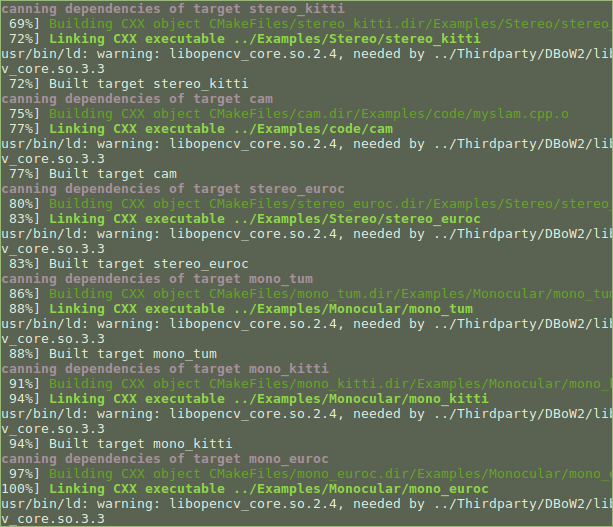 canning dependencies of target stereo_kitti
69%] Building CXX object CMakeFiles/stereo_kitti.dir/Examples/Stereo/stereo_
72%] Linking CXX executable ../Examples/Stereo/stereo_kitti
usr/bin/ld: warning: libopencv_core.so.2.4, needed by ../Thirdparty/DBoW2/lib
v_core.so.3.3
72%] Built target stereo_kitti
canning dependencies of target cam
75%] Building CXX object CMakeFiles/cam.dir/Examples/code/myslam.cpp.o
77%] Linking CXX executable ../Examples/code/cam
usr/bin/ld: warning: libopencv_core.so.2.4, needed by ../Thirdparty/DBoW2/lib
v_core.so.3.3
77%] Built target cam
canning dependencies of target stereo_euroc
80%] Building CXX object CMakeFiles/stereo_euroc.dir/Examples/Stereo/stereo_
83%] Linking CXX executable ../Examples/Stereo/stereo_euroc
usr/bin/ld: warning: libopencv_core.so.2.4, needed by ../Thirdparty/DBoW2/lib
v_core.so.3.3
83%] Built target stereo_euroc
canning dependencies of target mono_tum
86%] Building CXX object CMakeFiles/mono_tum.dir/Examples/Monocular/mono_tum
88%] Linking CXX executable ../Examples/Monocular/mono_tum
usr/bin/ld: warning: libopencv_core.so.2.4, needed by ../Thirdparty/DBoW2/lib
v_core.so.3.3
88%] Built target mono_tum
canning dependencies of target mono_kitti
91%] Building CXX object CMakeFiles/mono_kitti.dir/Examples/Monocular/mono_k
94%] Linking CXX executable ../Examples/Monocular/mono_kitti
usr/bin/ld: warning: libopencv_core.so.2.4, needed by ../Thirdparty/DBoW2/lib
v_core.so.3.3
94%] Built target mono_kitti
canning dependencies of target mono_euroc
97%] Building CXX object CMakeFiles/mono_euroc.dir/Examples/Monocular/mono_e
100%] Linking CXX executable ../Examples/Monocular/mono_euroc
usr/bin/ld: warning: libopencv_core.so.2.4, needed by ../Thirdparty/DBoW2/lib
v_core.so.3.3